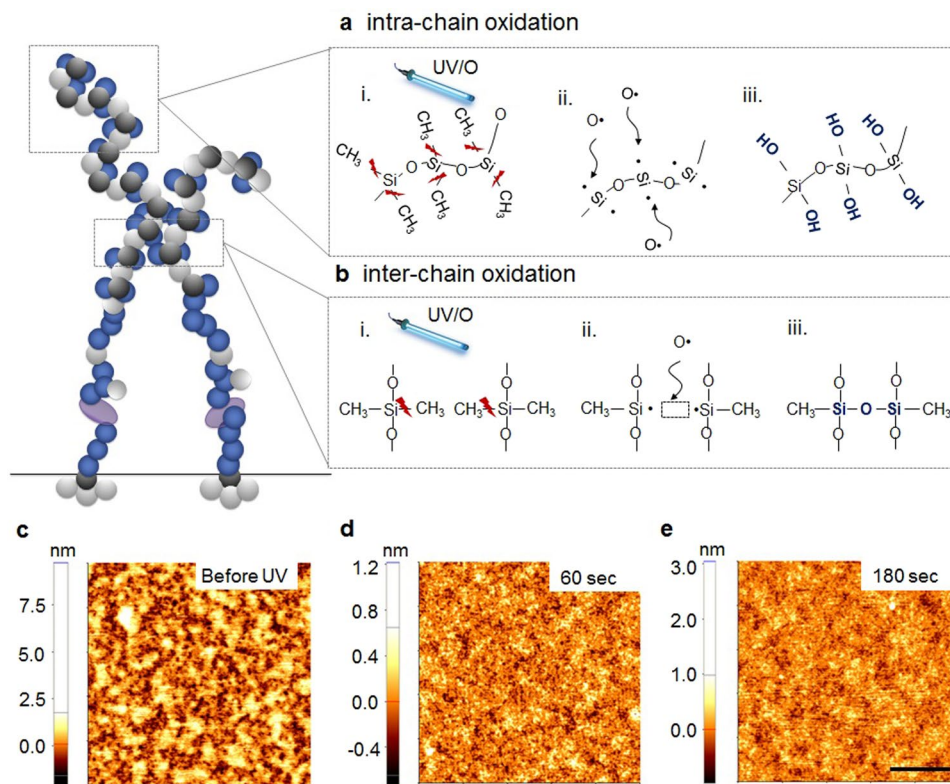 a intra-chain oxidation
UV/O
i.
ii.
iii.
CH₃ CH₃ CH₃ O
Si O Si O Si
CH₃ CH₃ CH₃
O•
O•
•Si• O •Si• O •Si•
O•
HO HO HO
Si O Si O Si
OH OH OH
b inter-chain oxidation
UV/O
i.
ii.
iii.
O•
O O O O O O
CH₃ Si CH₃ CH₃ Si CH₃ CH₃ Si • • Si CH₃ CH₃ Si O Si CH₃
O O O O O O
c
d
e
nm
nm
nm
Before UV
60 sec
180 sec
7.5
5.0
2.5
0.0
1.2
0.8
0.4
0.0
-0.4
3.0
2.0
1.0
0.0